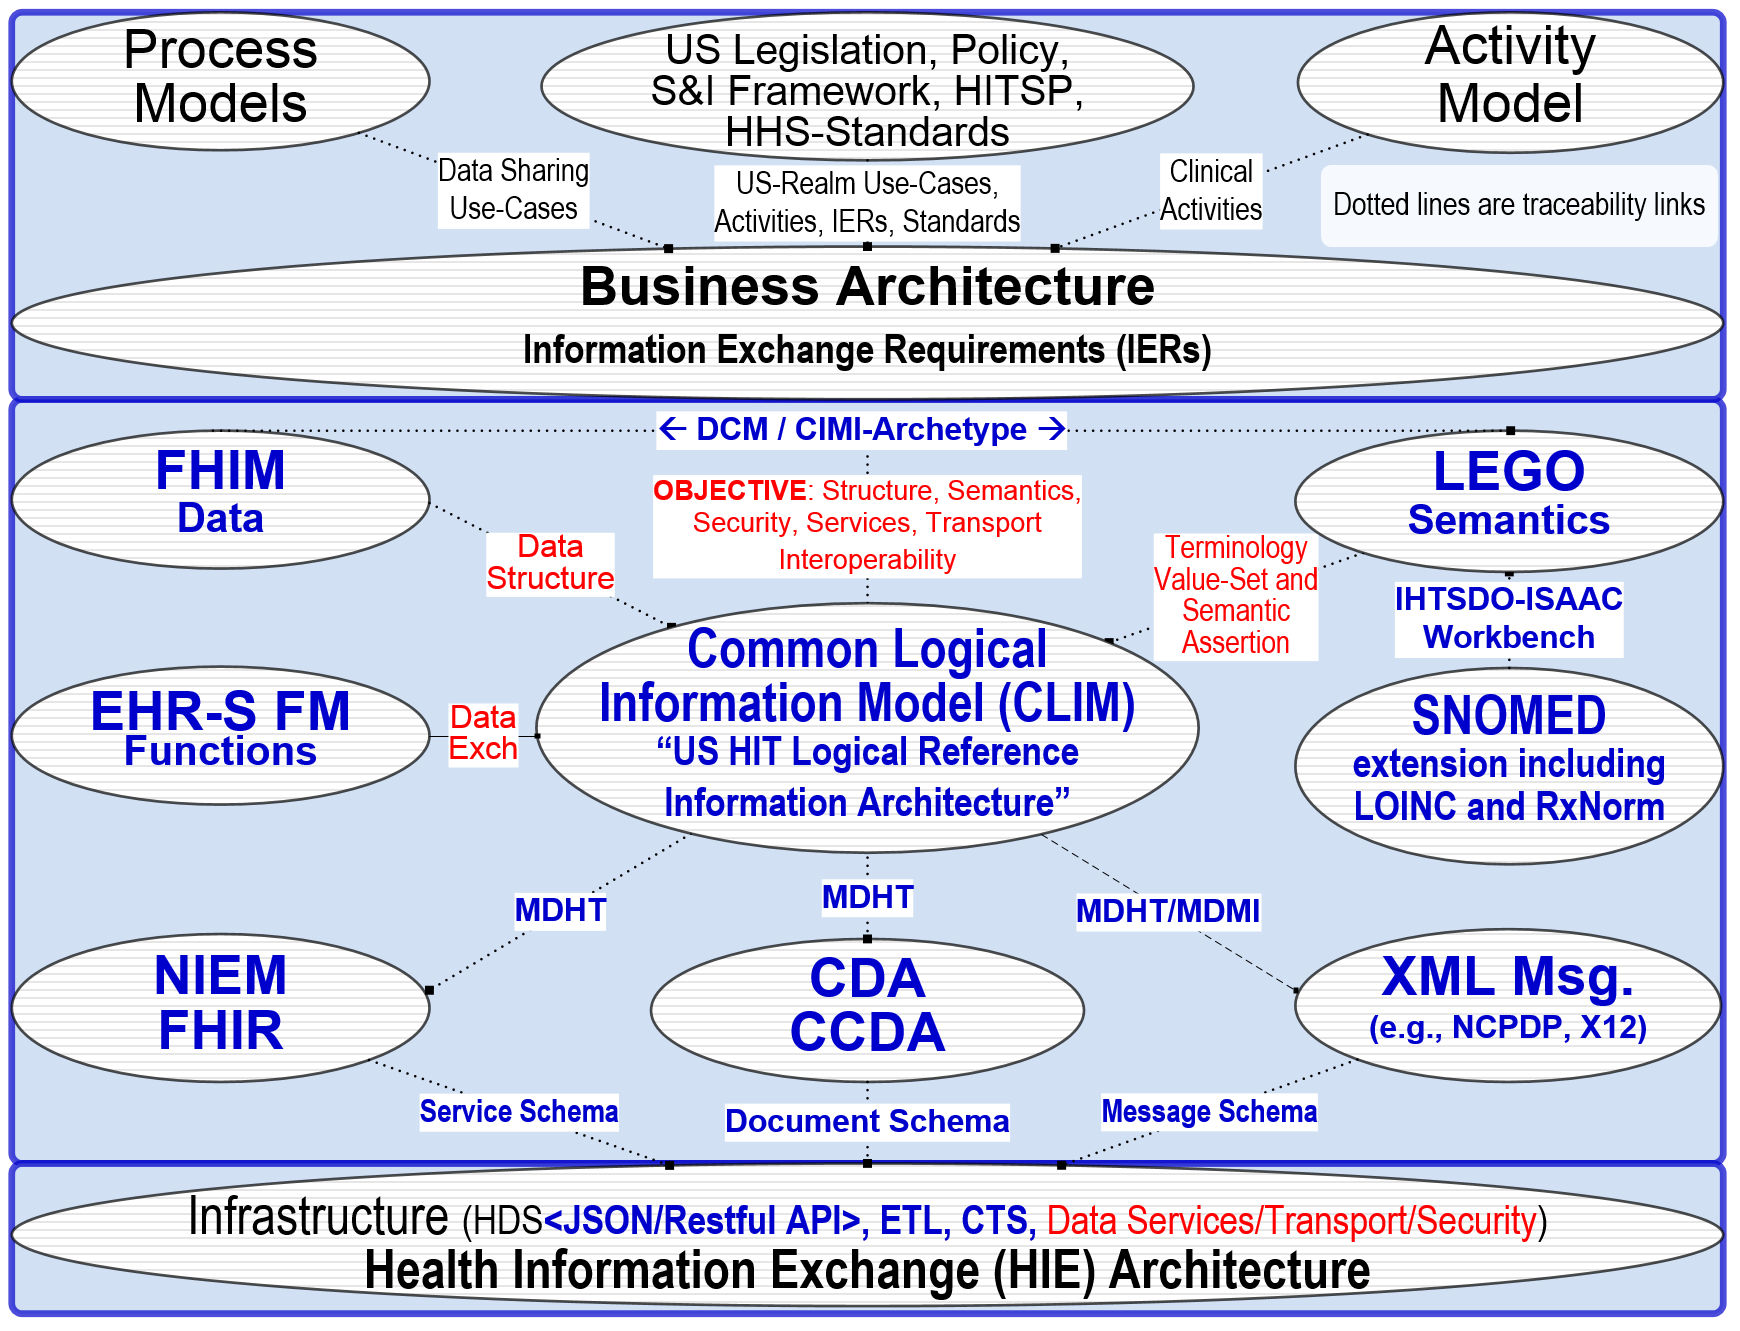 Process
Models
US Legislation, Policy,
S&I Framework, HITSP,
HHS-Standards
Activity
Model
Data Sharing
Use-Cases
US-Realm Use-Cases,
Activities, IERs, Standards
Clinical
Activities
Dotted lines are traceability links
Business Architecture
Information Exchange Requirements (IERs)
← DCM / CIMI-Archetype →
FHIM
Data
OBJECTIVE: Structure, Semantics,
Security, Services, Transport
Interoperability
LEGO
Semantics
Data
Structure
Terminology
Value-Set and
Semantic
Assertion
IHTSDO-ISAAC
Workbench
EHR-S FM
Functions
Data
Exch
Common Logical
Information Model (CLIM)
“US HIT Logical Reference
Information Architecture”
SNOMED
extension including
LOINC and RxNorm
MDHT
MDHT
MDHT/MDMI
NIEM
FHIR
CDA
CCDA
XML Msg.
(e.g., NCPDP, X12)
Service Schema
Document Schema
Message Schema
Infrastructure (HDS<JSON/Restful API>, ETL, CTS, Data Services/Transport/Security)
Health Information Exchange (HIE) Architecture